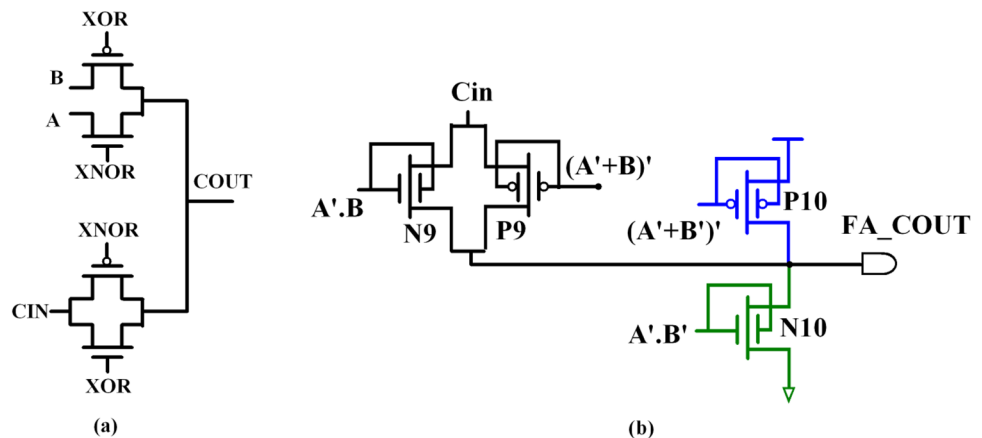 XOR
B
A
XNOR
COUT
XNOR
CIN
XOR
(a)
Cin
A'.B
N9
P9
(A'+B)'
P10
(A'+B')'
FA_COUT
A'.B'
N10
(b)